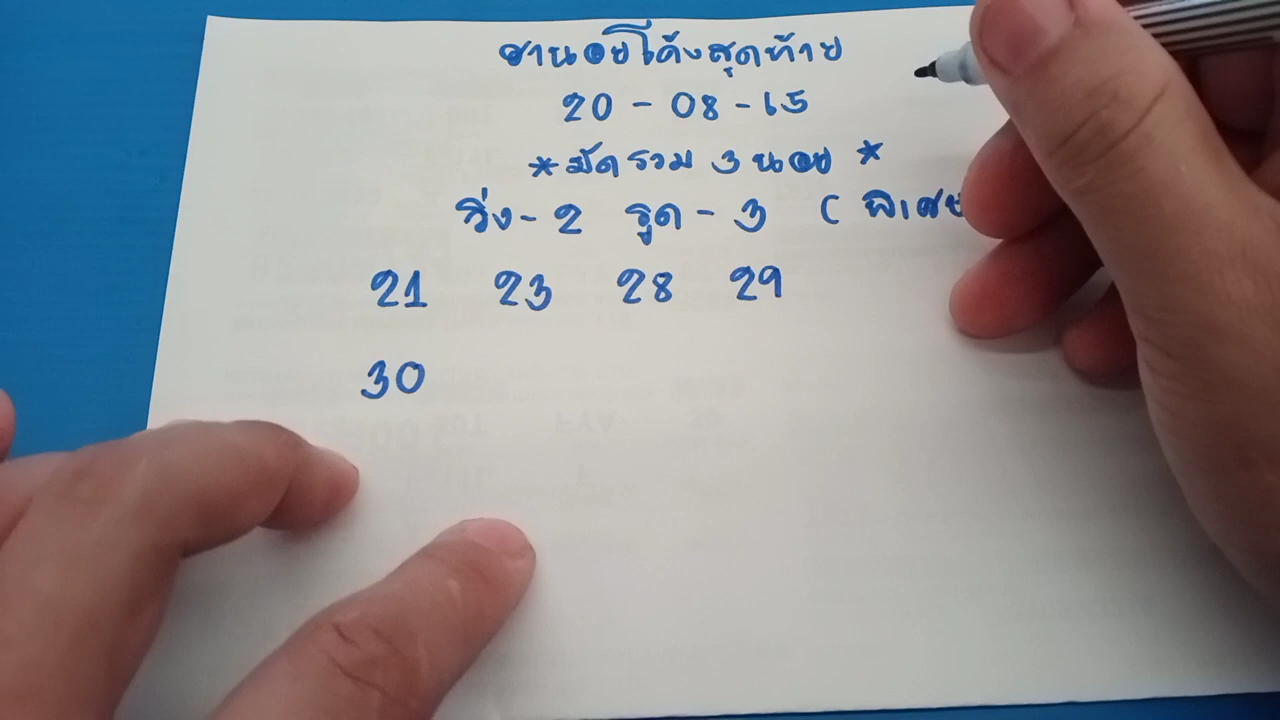 ฮานอยโค้งสุดท้าย
20 - 08 - 65
*มัดรวม 3 นอย *
วิ่ง - 2 รูด - 3 ( พิเศษ
21 23 28 29
30